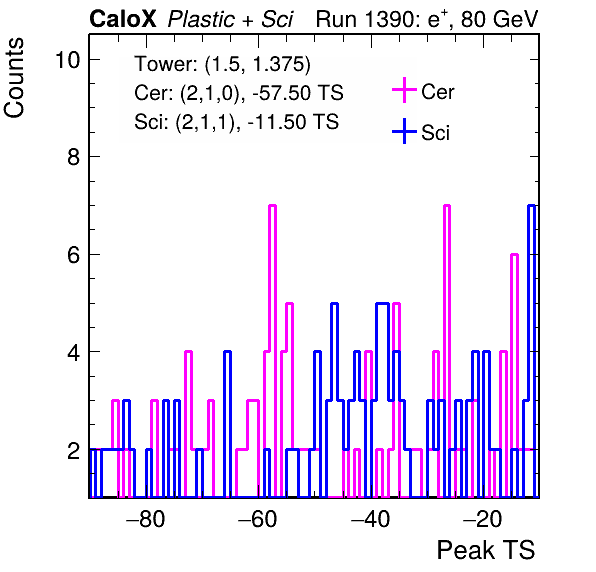 CaloX Plastic + Sci Run 1390: e+, 80 GeV
Counts
Tower: (1.5, 1.375)
Cer: (2,1,0), -57.50 TS
Sci: (2,1,1), -11.50 TS
Cer
Sci
10
8
6
4
2
−80 −60 −40 −20
Peak TS